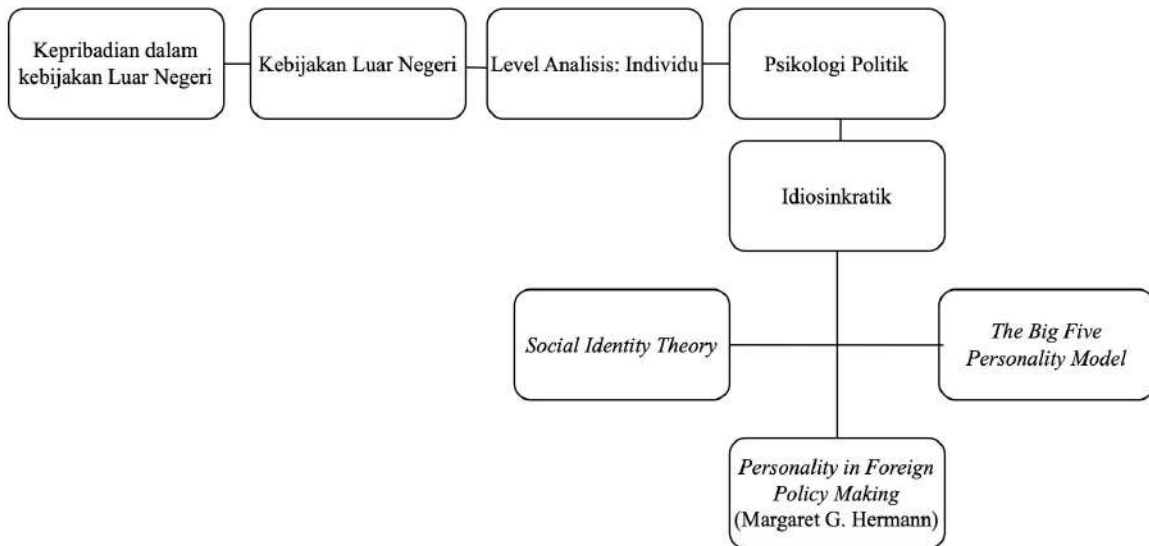 Kepribadian dalam
kebijakan Luar Negeri
Kebijakan Luar Negeri
Level Analisis: Individu
Psikologi Politik
Idiosinkratik
Social Identity Theory
The Big Five
Personality Model
Personality in Foreign
Policy Making
(Margaret G. Hermann)